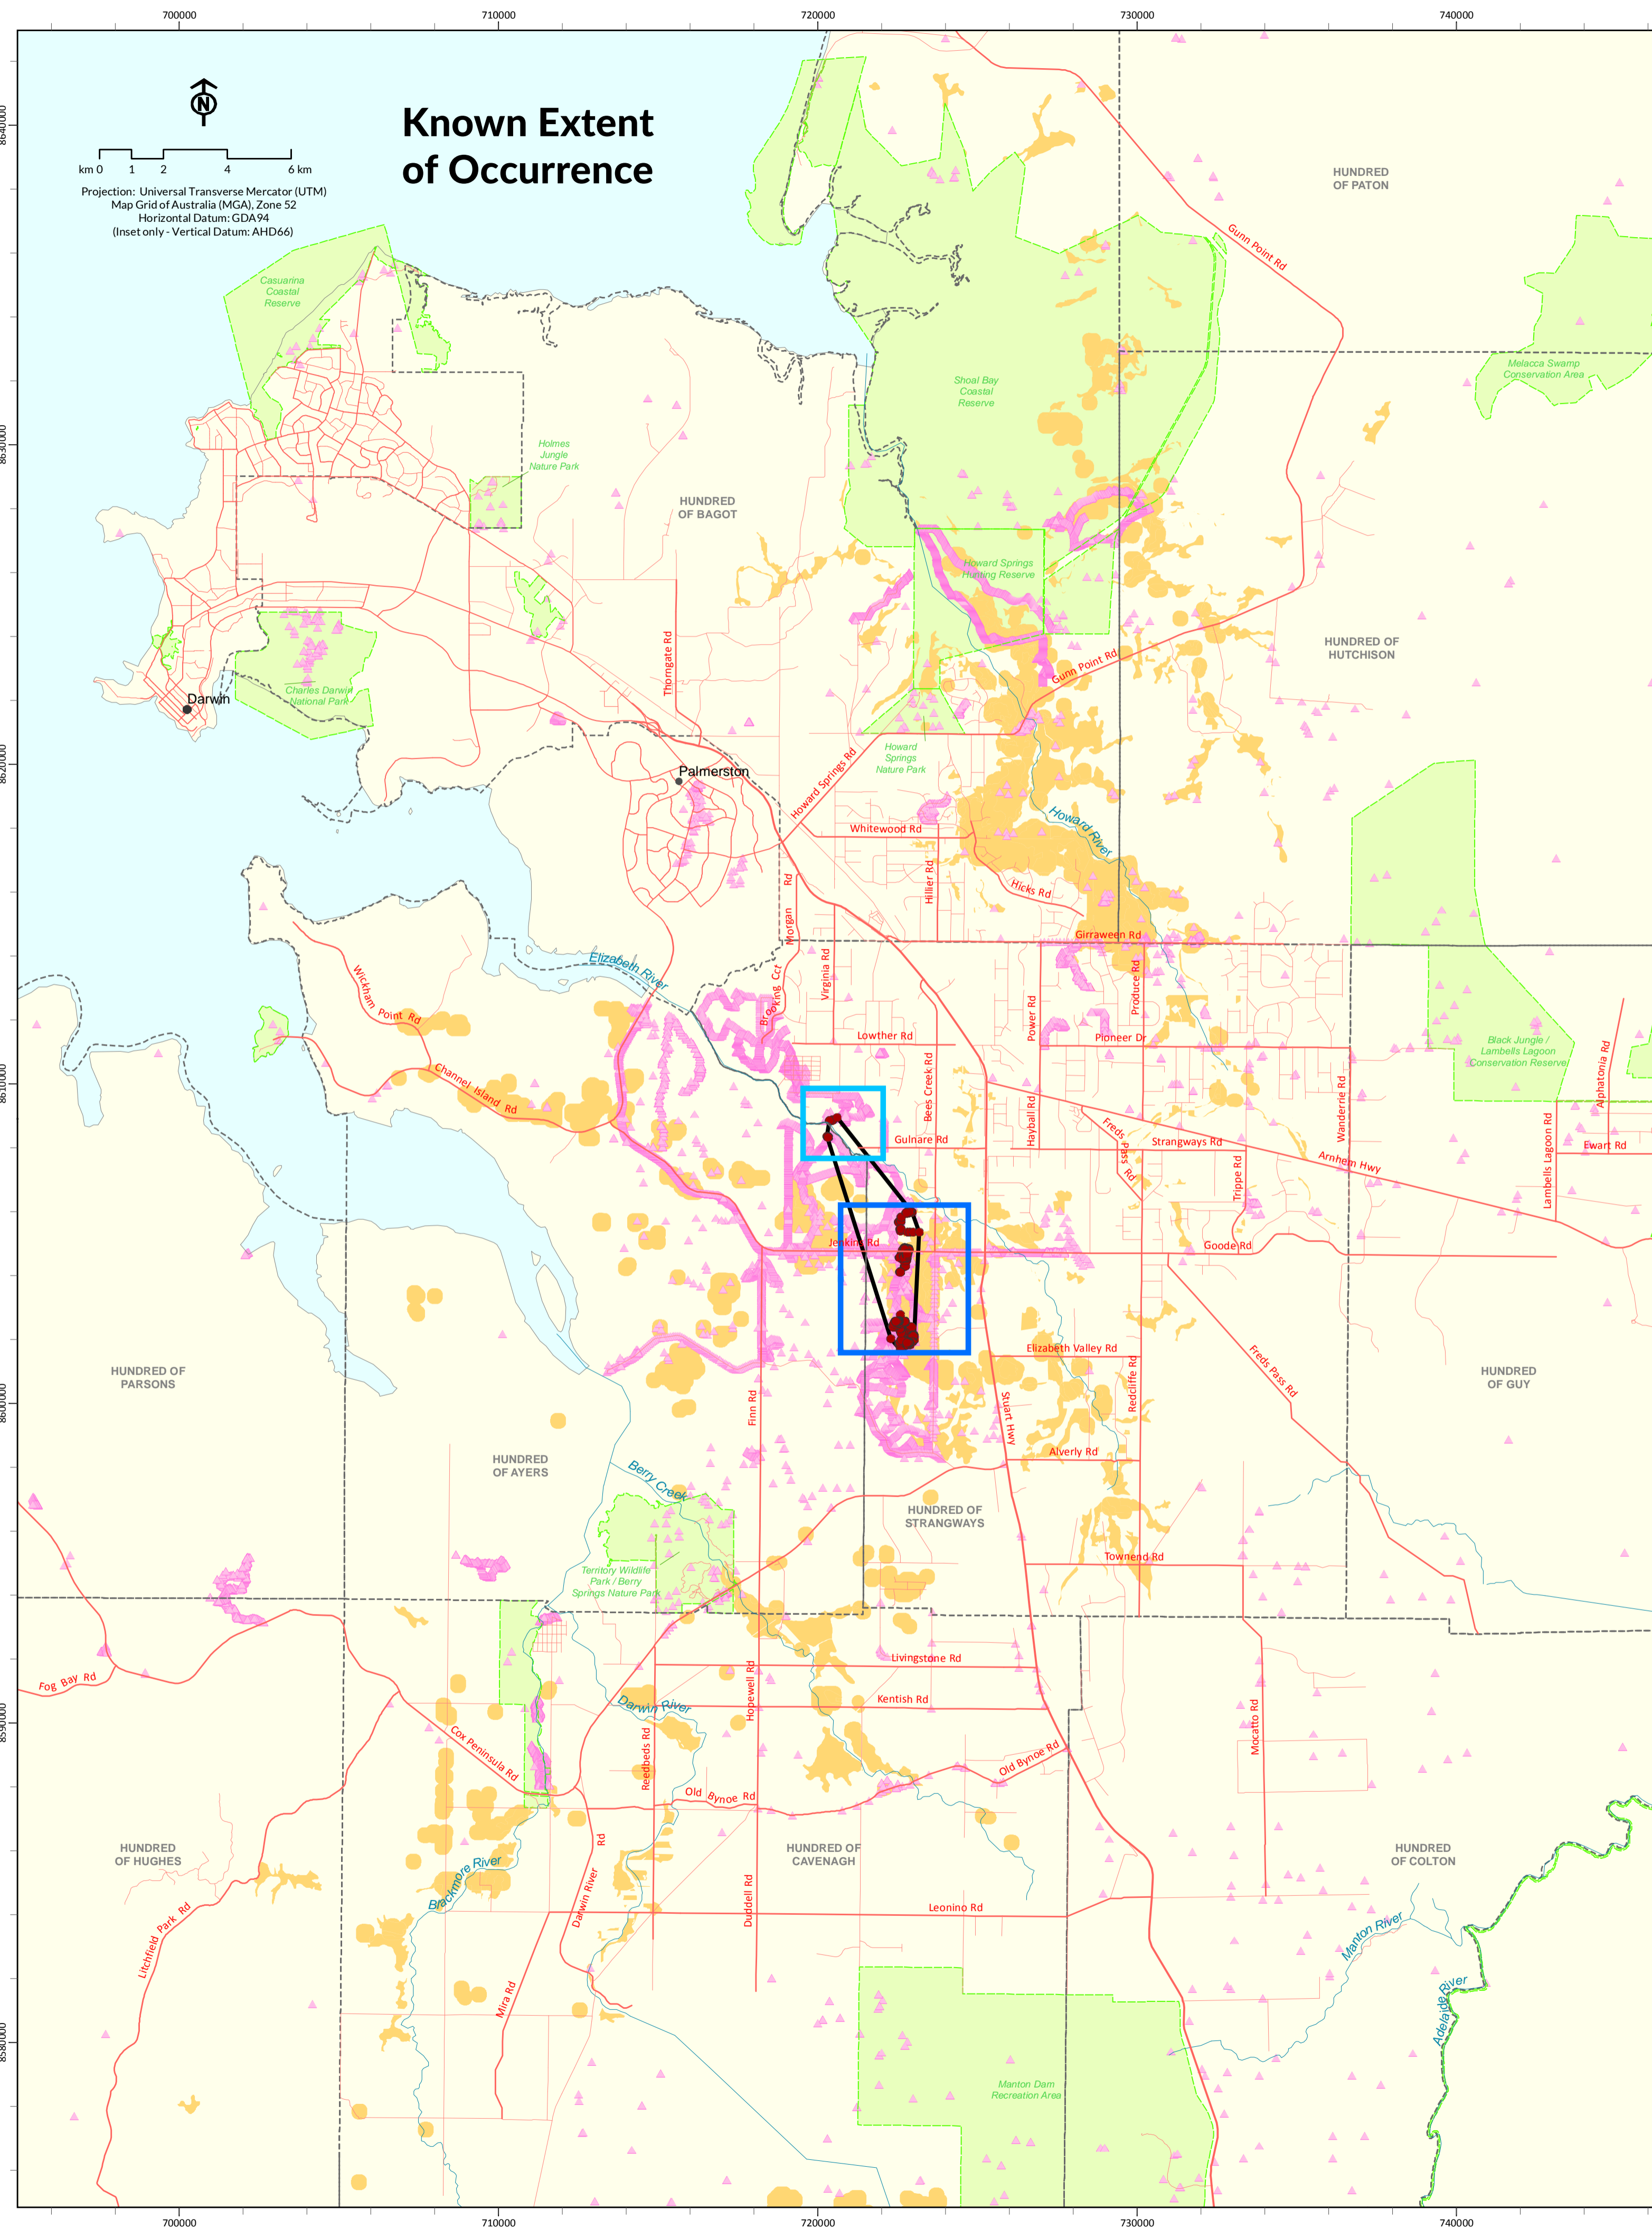 700000
710000
720000
730000
740000
Known Extent
of Occurrence
N
km 0 1 2 4 6 km
Projection: Universal Transverse Mercator (UTM)
Map Grid of Australia (MGA), Zone 52
Horizontal Datum: GDA94
(Inset only - Vertical Datum: AHD66)
8640000
HUNDRED
OF PATON
Gunn Point Rd
Casuarina
Coastal
Reserve
Shoal Bay
Coastal
Reserve
Melacca Swamp
Conservation Area
8630000
Holmes
Jungle
Nature Park
HUNDRED
OF BAGOT
Howard Springs
Hunting Reserve
HUNDRED OF
HUTCHISON
Thorngate Rd
Gunn Point Rd
Charles Darwin
National Park
Darwin
Howard
Springs
Nature Park
8620000
Palmerston
Howard Springs Rd
Whitewood Rd
Howard River
Hillier Rd
Hicks Rd
Morgan Rd
Girraween Rd
Elizabeth River
Virginia Rd
Brooking Cct
Produce Rd
Power Rd
Wickham Point Rd
Lowther Rd
Pioneer Dr
Black Jungle /
Lambells Lagoon
Conservation Reserve
Alphatonia Rd
8610000
Channel Island Rd
Bees Creek Rd
Hayball Rd
Wanderrie Rd
Lambells Lagoon Rd
Gulnare Rd
Freds Pass Rd
Strangways Rd
Arnhem Hwy
Ewart Rd
Trippe Rd
Jenkins Rd
Goode Rd
HUNDRED OF
PARSONS
Elizabeth Valley Rd
Freds Pass Rd
HUNDRED
OF GUY
Redcliffe Rd
8600000
Finn Rd
Stuart Hwy
HUNDRED
OF AYERS
Alverly Rd
Berry Creek
HUNDRED OF
STRANGWAYS
Townend Rd
Territory Wildlife
Park / Berry
Springs Nature Park
Fog Bay Rd
Livingstone Rd
Hopewell Rd
Kentish Rd
8590000
Darwin River
Cox Peninsula Rd
Reedbeds Rd
Mocatto Rd
Old Bynoe Rd
Old Bynoe Rd
HUNDRED
OF HUGHES
HUNDRED OF
CAVENAGH
HUNDRED
OF COLTON
Blackmore River
Darwin River Rd
Duddell Rd
Leonino Rd
Litchfield Park Rd
Manton River
Mira Rd
Adelaide River
8580000
Manton Dam
Recreation Area
700000
710000
720000
730000
740000